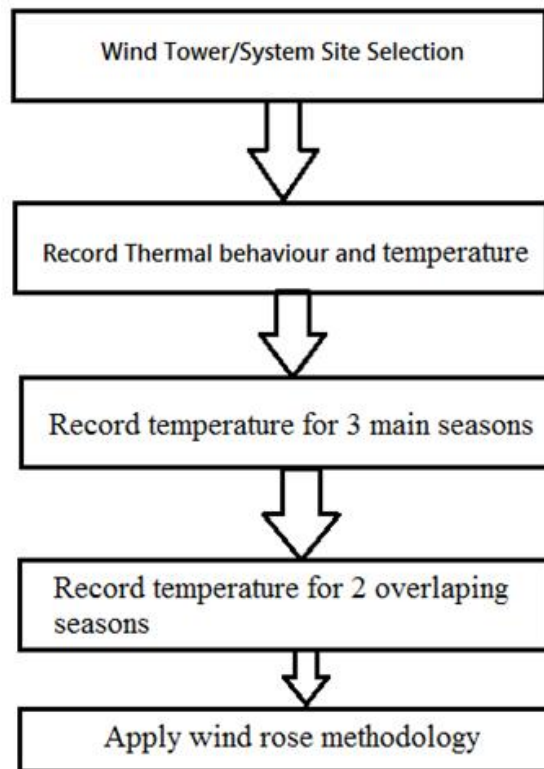 Wind Tower/System Site Selection
Record Thermal behaviour and temperature
Record temperature for 3 main seasons
Record temperature for 2 overlaping
seasons
Apply wind rose methodology